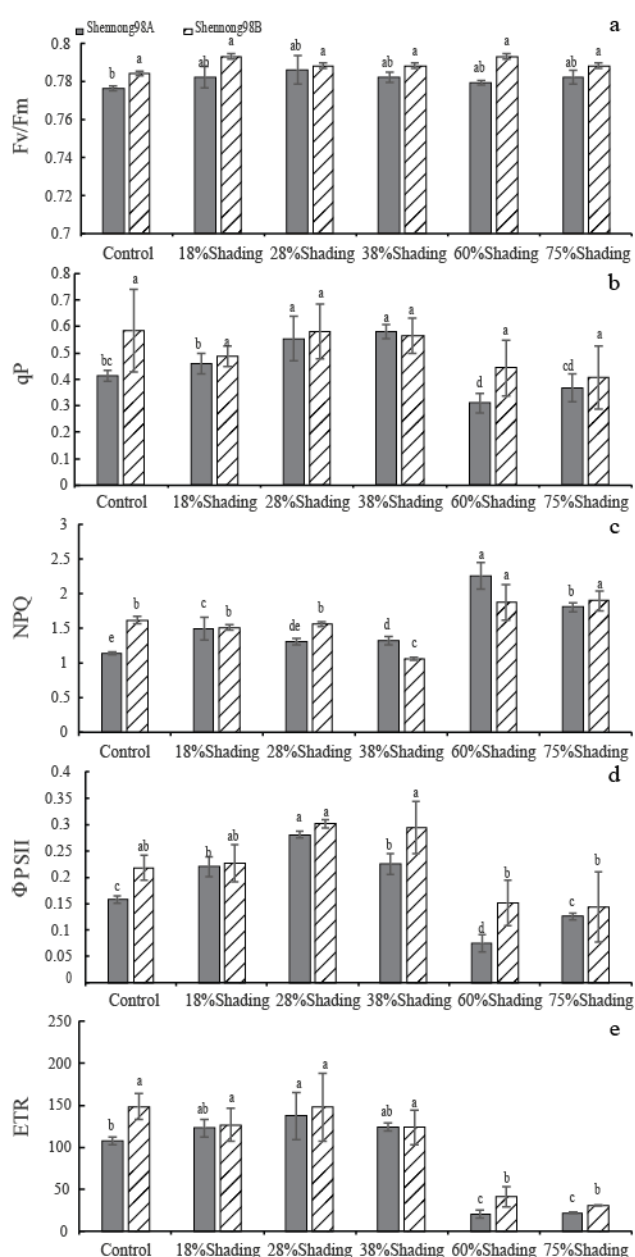 Shennong98A Shennong98B
a
Fv/Fm
0.8
0.78
0.76
0.74
0.72
0.7
b a ab a ab a ab a ab a ab a
Control 18%Shading 28%Shading 38%Shading 60%Shading 75%Shading
b
qP
0.8
0.7
0.6
0.5
0.4
0.3
0.2
0.1
0
bc a b a a a a a d a cd a
Control 18%Shading 28%Shading 38%Shading 60%Shading 75%Shading
c
NPQ
3
2.5
2
1.5
1
0.5
0
e b c b de b d c a a b a
Control 18%Shading 28%Shading 38%Shading 60%Shading 75%Shading
d
ΦPSII
0.4
0.35
0.3
0.25
0.2
0.15
0.1
0.05
0
c ab b ab a a b a d b c b
Control 18%Shading 28%Shading 38%Shading 60%Shading 75%Shading
e
ETR
250
200
150
100
50
0
b a ab a a a ab a c b c b
Control 18%Shading 28%Shading 38%Shading 60%Shading 75%Shading